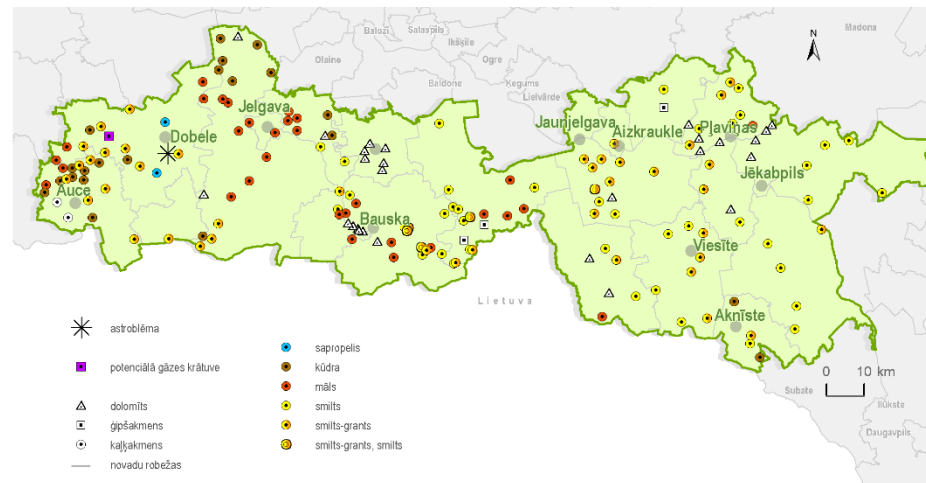 Madona
Salaspils
Baloži
Ikšķile
Olaine
Ogre
N
Baldone
Ķegums
Lielvārde
Jelgava
Dobele
Jaunjelgava
Aizkraukle
Pļaviņas
Jēkabpils
Auce
Bauska
Viesīte
Lietuva
Aknīste
astroblēma
potenciālā gāzes krātuve
dolomīts
ģipšakmens
kaļķakmens
novadu robežas
sapropelis
kūdra
māls
smilts
smilts-grants
smilts-grants, smilts
0 10 km
Subate
Ilūkste
Daugavpils